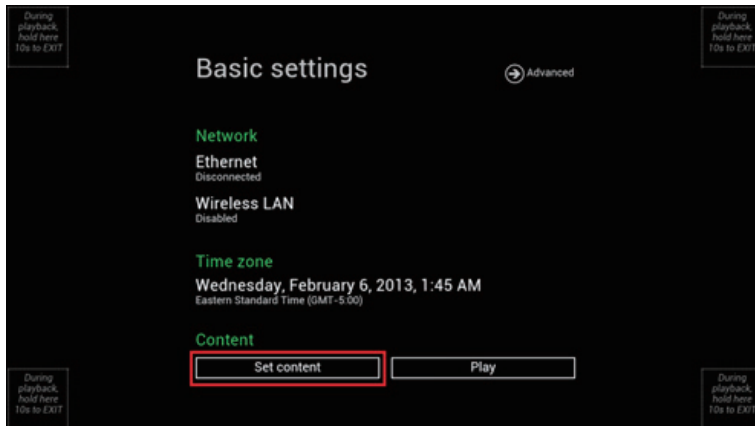 During
playback,
hold here
10s to EXIT
During
playback,
hold here
10s to EXIT
Basic settings
Advanced
Network
Ethernet
Disconnected
Wireless LAN
Disabled
Time zone
Wednesday, February 6, 2013, 1:45 AM
Eastern Standard Time (GMT-5:00)
Content
Set content
Play
During
playback,
hold here
10s to EXIT
During
playback,
hold here
10s to EXIT